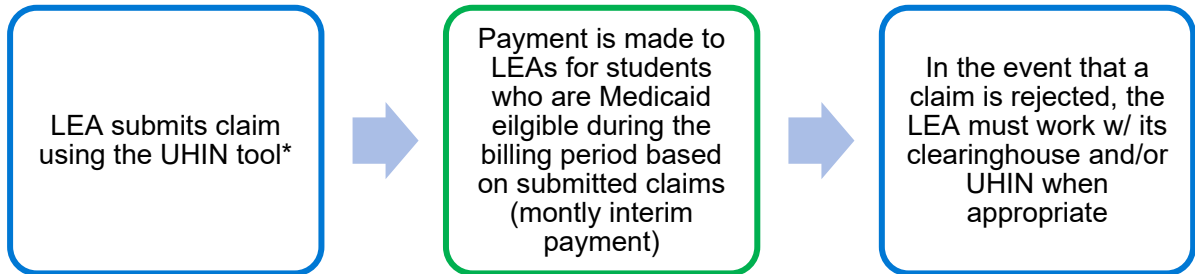 LEA submits claim
using the UHIN tool*
Payment is made to
LEAs for students
who are Medicaid
eilgible during the
billing period based
on submitted claims
(montly interim
payment)
In the event that a
claim is rejected, the
LEA must work w/ its
clearinghouse and/or
UHIN when
appropriate